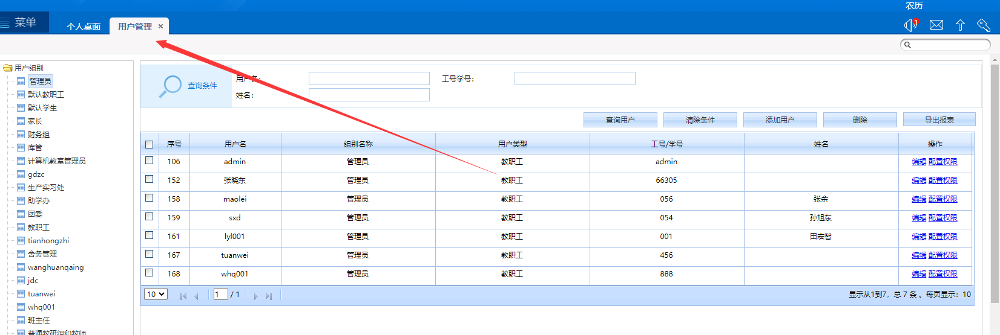 农历
菜单
个人桌面
用户管理 ×
1
用户组别
管理员
默认教职工
默认学生
家长
财务组
库管
计算机教室管理员
gdzc
生产实习处
助学办
团委
教职工
tianhongzhi
舍务管理
wanghuanqaing
jdc
tuanwei
whq001
班主任
普通教研组和教师
查询条件
用户名： 工号学号：
姓名：
查询用户 清除条件 添加用户 删除 导出报表
序号 用户名 组别名称 用户类型 工号/学号 姓名 操作
106 admin 管理员 教职工 admin 编辑 配置权限
152 张晓东 管理员 教职工 66305 编辑 配置权限
158 maolei 管理员 教职工 056 张余 编辑 配置权限
159 sxd 管理员 教职工 054 孙旭东 编辑 配置权限
161 lyl001 管理员 教职工 001 田宏智 编辑 配置权限
167 tuanwei 管理员 教职工 456 编辑 配置权限
168 whq001 管理员 教职工 888 编辑 配置权限
10 1 / 1 显示从1到7，总 7 条 。每页显示：10